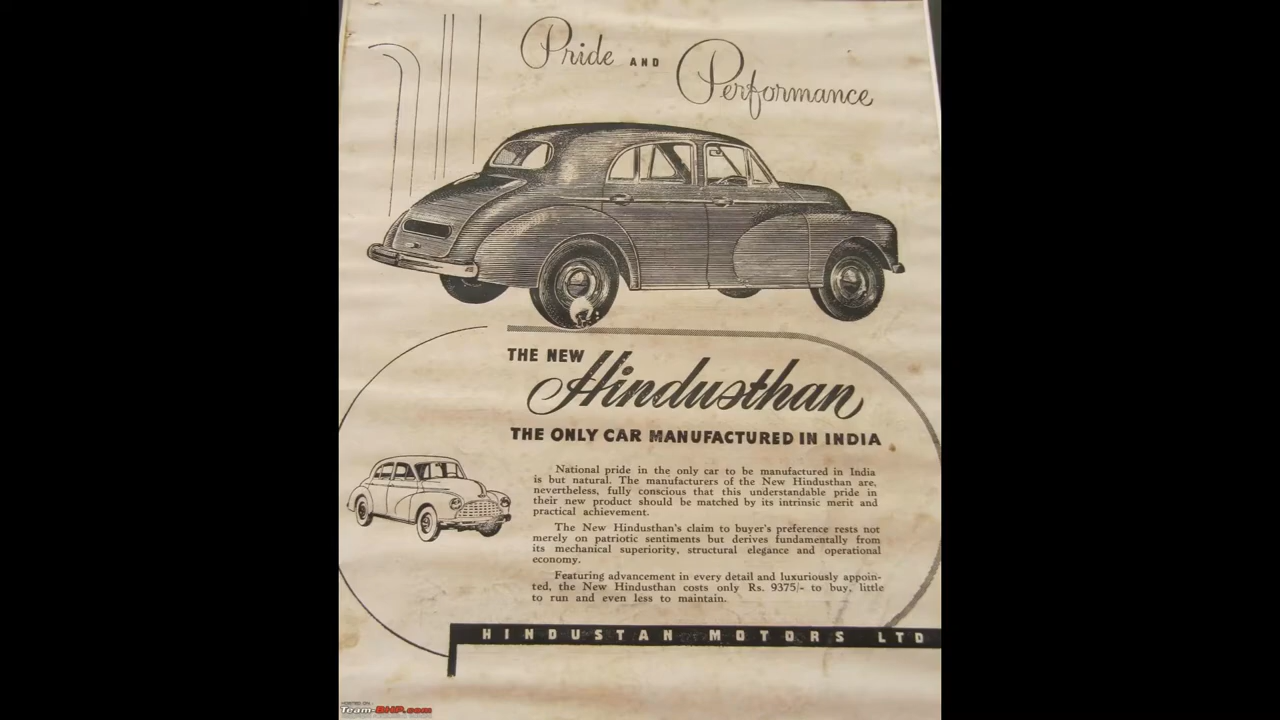 Pride AND
Performance
THE NEW
Hindusthan
THE ONLY CAR MANUFACTURED IN INDIA
National pride in the only car to be manufactured in India
is but natural. The manufacturers of the New Hindusthan are,
nevertheless, fully conscious that this understandable pride in
their new product should be matched by its intrinsic merit and
practical achievement.
The New Hindusthan's claim to buyer's preference rests not
merely on patriotic sentiments but derives fundamentally from
its mechanical superiority, structural elegance and operational
economy.
Featuring advancement in every detail and luxuriously appoin-
ted, the New Hindusthan costs only Rs. 9375/- to buy, little
to run and even less to maintain.
HINDUSTAN MOTORS LTD
HOSTED ON :
Team-BHP.com